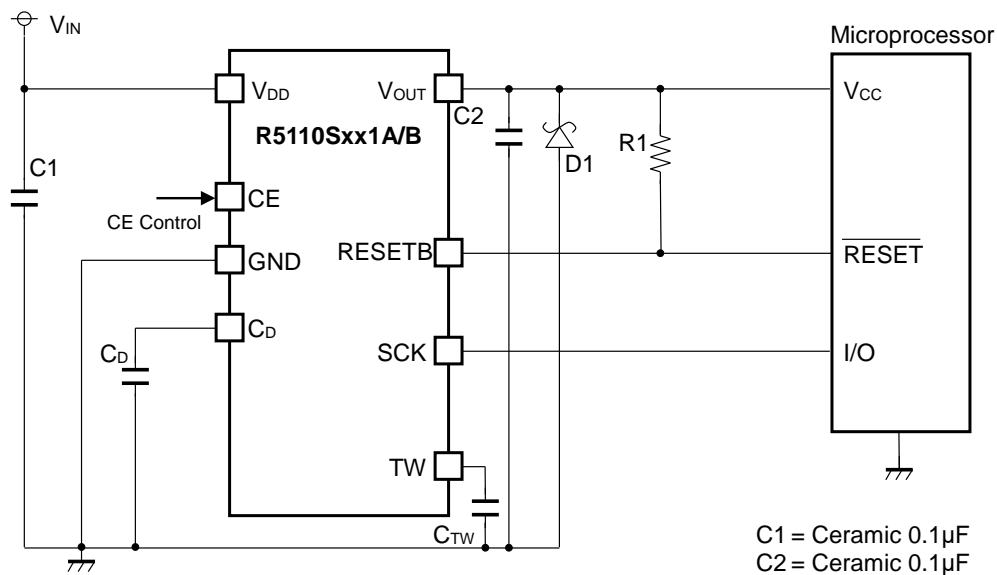 VIN
Microprocessor
VDD
VOUT
VCC
C2
R5110Sxx1A/B
R1
C1
D1
CE
CE Control
RESETB
RESET
GND
CD
CD
SCK
I/O
TW
CTW
C1 = Ceramic 0.1µF
C2 = Ceramic 0.1µF